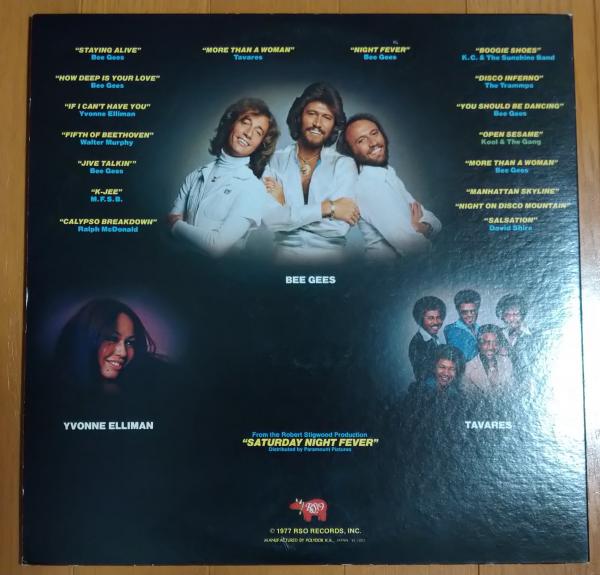 "STAYING ALIVE"
Bee Gees
"HOW DEEP IS YOUR LOVE"
Bee Gees
"IF I CAN'T HAVE YOU"
Yvonne Elliman
"FIFTH OF BEETHOVEN"
Walter Murphy
"JIVE TALKIN'"
Bee Gees
"K-JEE"
M.F.S.B.
"CALYPSO BREAKDOWN"
Ralph McDonald
"MORE THAN A WOMAN"
Tavares
"NIGHT FEVER"
Bee Gees
"BOOGIE SHOES"
K.C. & The Sunshine Band
"DISCO INFERNO"
The Trammps
"YOU SHOULD BE DANCING"
Bee Gees
"OPEN SESAME"
Kool & The Gang
"MORE THAN A WOMAN"
Bee Gees
"MANHATTAN SKYLINE"
"NIGHT ON DISCO MOUNTAIN"
"SALSATION"
David Shire
BEE GEES
YVONNE ELLIMAN
TAVARES
From the Robert Stigwood Production
"SATURDAY NIGHT FEVER"
Distributed by Paramount Pictures
RSO
© 1977 RSO RECORDS, INC.
MANUFACTURED BY POLYDOR K.K., JAPAN